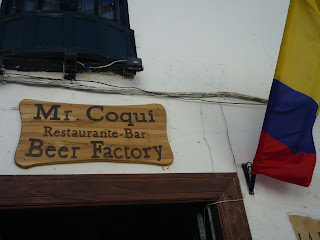 Mr. Coquí
Restaurante-Bar
Beer Factory